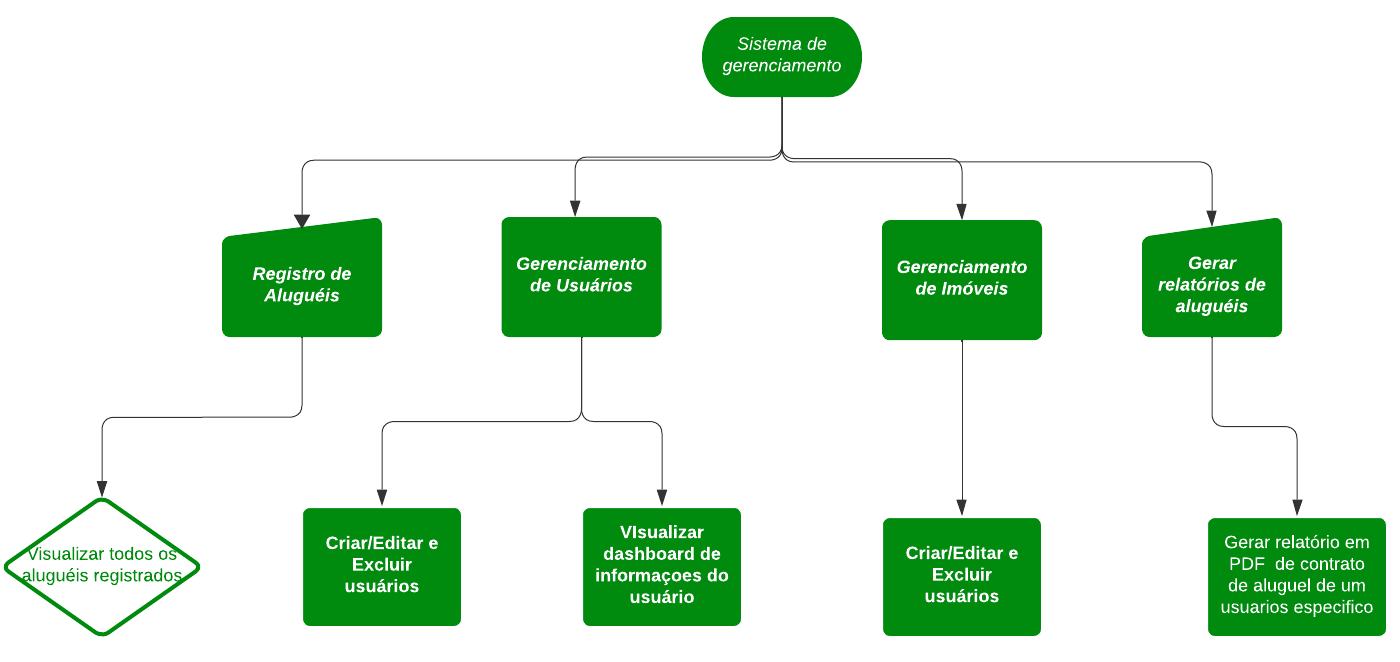 Sistema de
gerenciamento
Registro de
Aluguéis
Gerenciamento
de Usuários
Gerenciamento
de Imóveis
Gerar
relatórios de
aluguéis
Visualizar todos os
aluguéis registrados
Criar/Editar e
Excluir
usuários
VIsualizar
dashboard de
informaçoes do
usuário
Criar/Editar e
Excluir
usuários
Gerar relatório em
PDF  de contrato
de aluguel de um
usuarios especifico